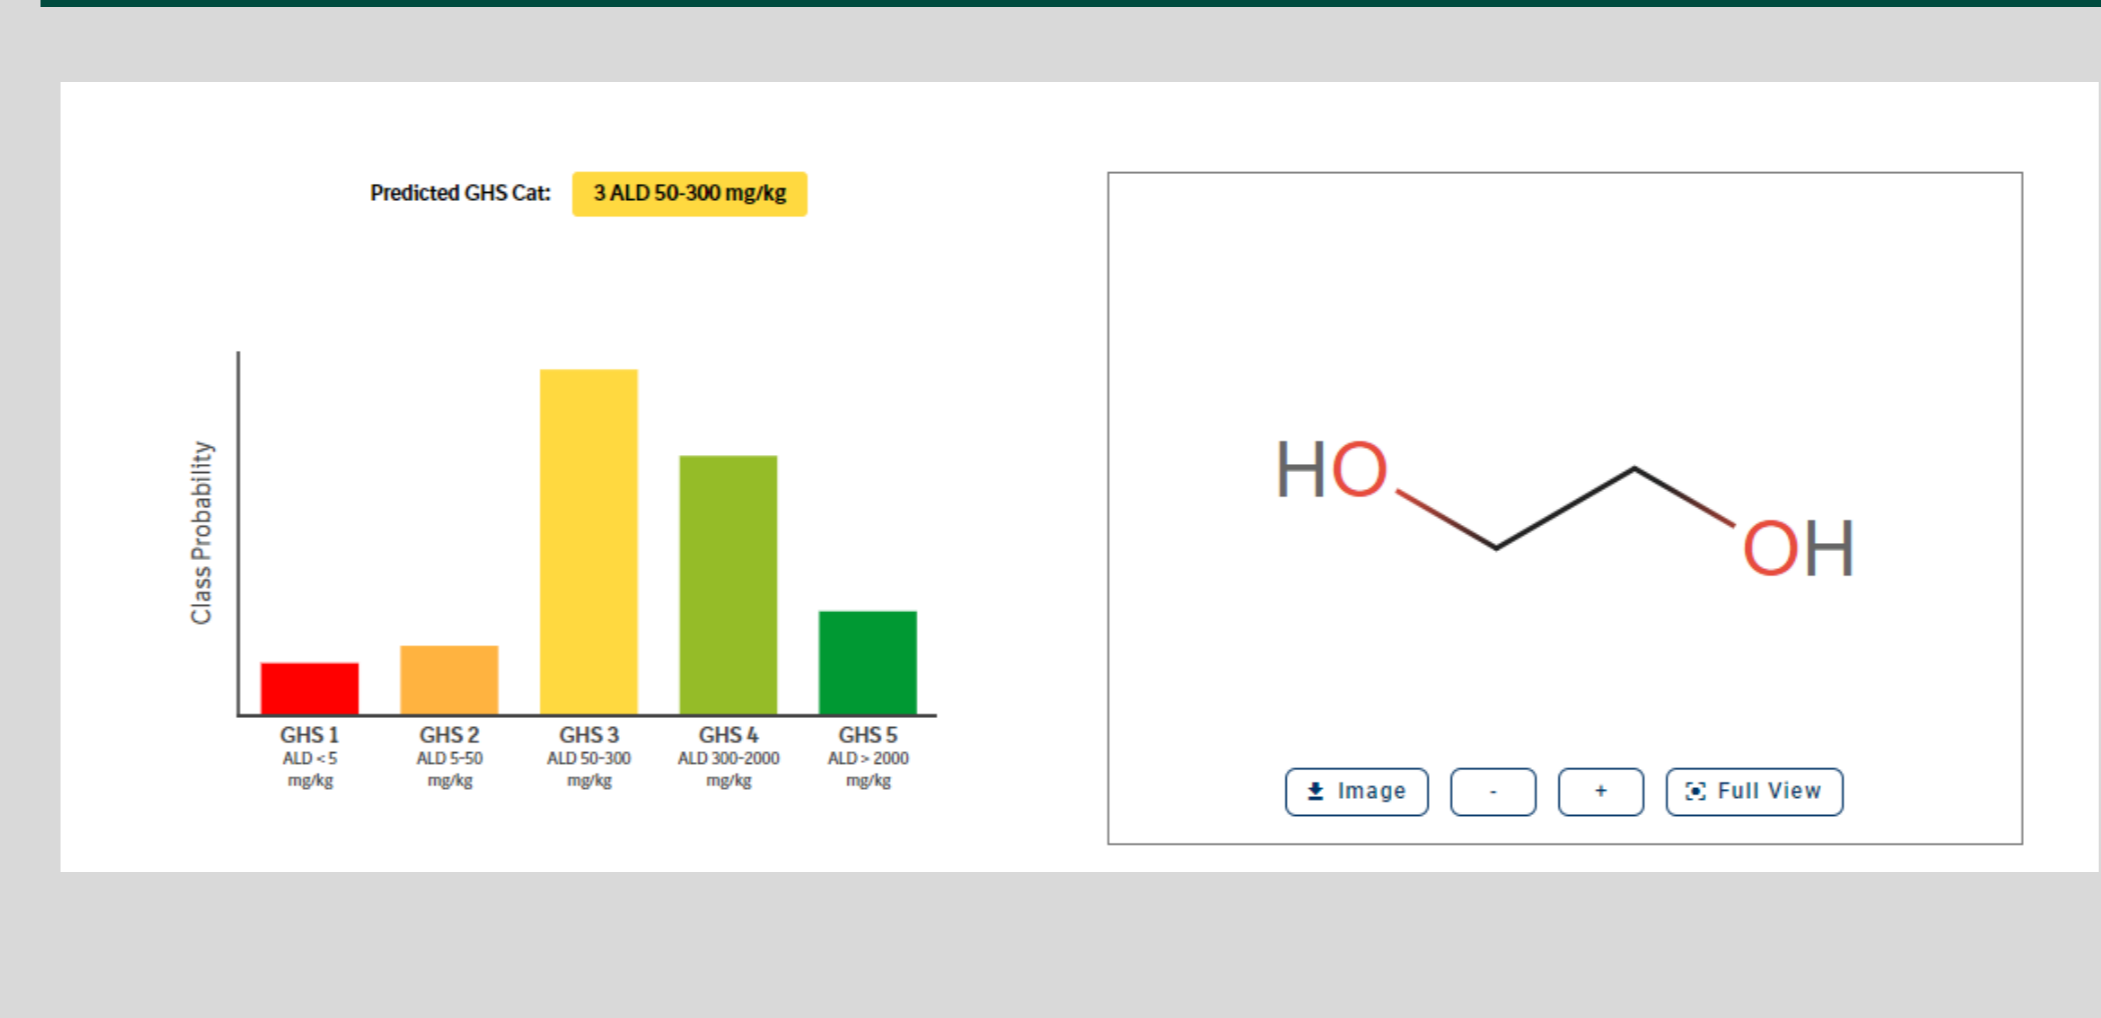 Predicted GHS Cat: 3 ALD 50-300 mg/kg
Class Probability
GHS 1 GHS 2 GHS 3 GHS 4 GHS 5
ALD < 5 ALD 5-50 ALD 50-300 ALD 300-2000 ALD > 2000
mg/kg mg/kg mg/kg mg/kg mg/kg
HO
OH
Image - + Full View